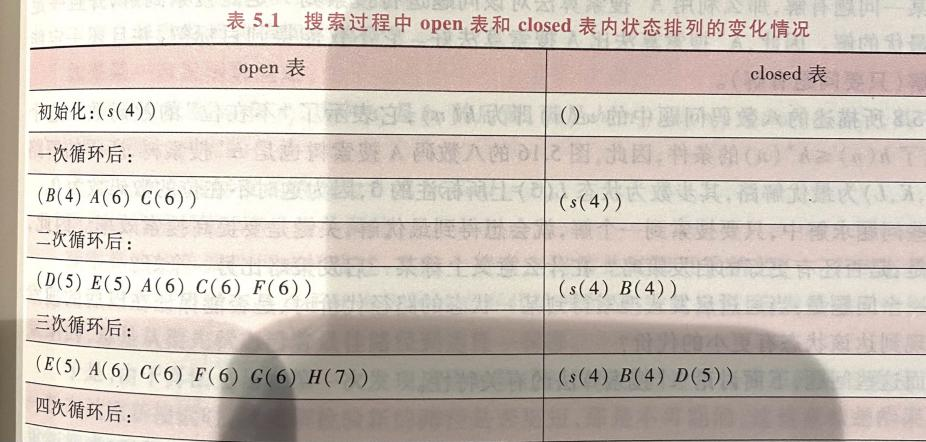 表 5.1 搜索过程中 open 表和 closed 表内状态排列的变化情况
open 表 closed 表
初始化:(s(4)) ()
一次循环后:
(B(4) A(6) C(6)) (s(4))
二次循环后:
(D(5) E(5) A(6) C(6) F(6)) (s(4) B(4))
三次循环后:
(E(5) A(6) C(6) F(6) G(6) H(7)) (s(4) B(4) D(5))
四次循环后: